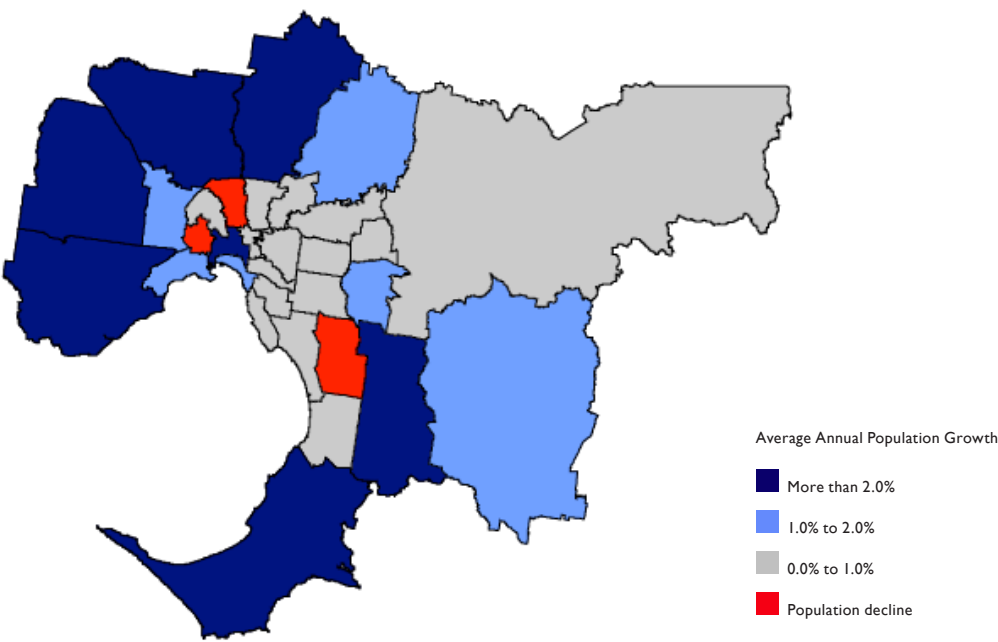 Average Annual Population Growth
More than 2.0%
1.0% to 2.0%
0.0% to 1.0%
Population decline